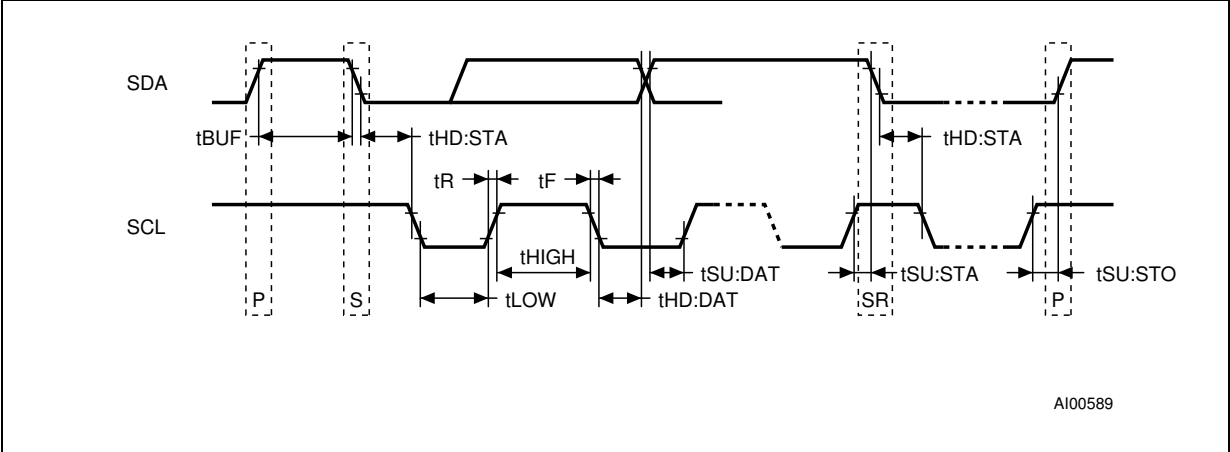 SDA
tBUF
tHD:STA
tHD:STA
tR
tF
SCL
tHIGH
tSU:DAT
tSU:STA
tSU:STO
P
S
tLOW
tHD:DAT
SR
P
AI00589